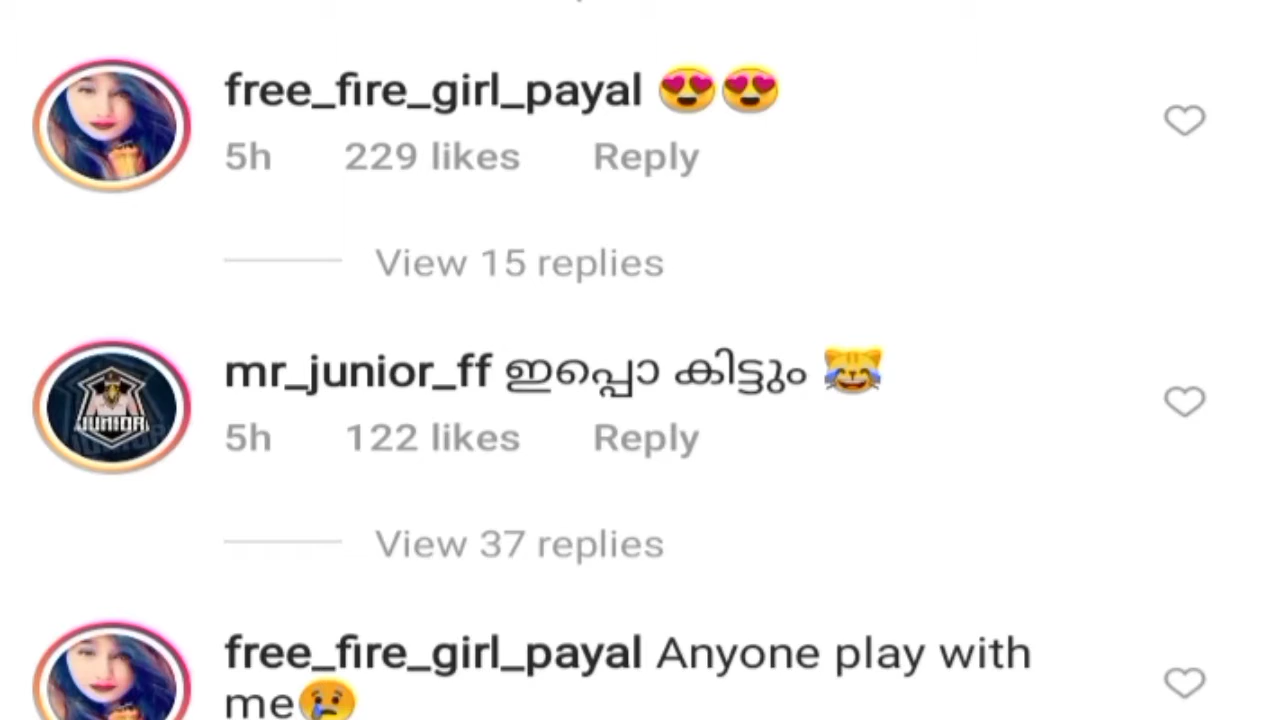 free_fire_girl_payal 😍😍
5h 229 likes Reply
View 15 replies
mr_junior_ff ഇപ്പൊ കിട്ടും 😹
JUNIOR
5h 122 likes Reply
View 37 replies
free_fire_girl_payal Anyone play with
me😢